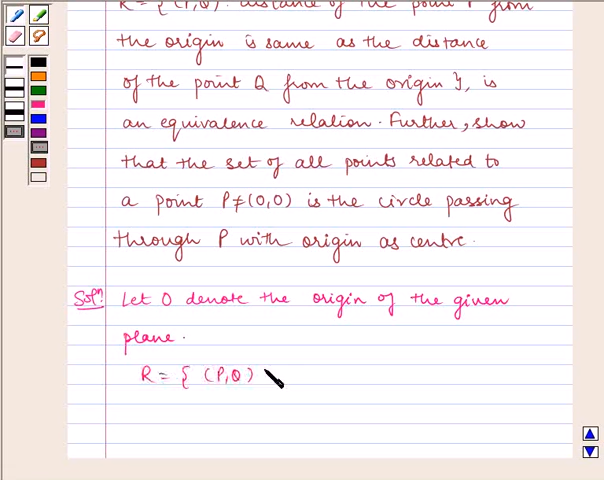 R = { (P,Q): distance of the point P from
the origin is same as the distance
of the point Q from the origin }, is
an equivalence relation. Further, show
that the set of all points related to
a point P≠(0,0) is the circle passing
through P with origin as centre.
Solⁿ: Let O denote the origin of the given
plane.
R = { (P,Q)